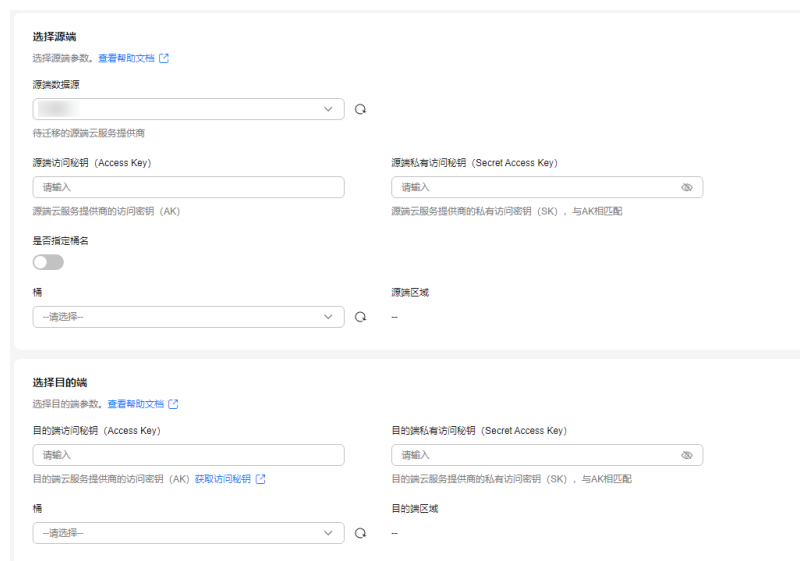 选择源端
选择源端参数。查看帮助文档
源端数据源
待迁移的源端云服务提供商
源端访问秘钥（Access Key） 源端私有访问秘钥（Secret Access Key）
请输入 请输入
源端云服务提供商的访问密钥（AK） 源端云服务提供商的私有访问密钥（SK），与AK相匹配
是否指定桶名
桶 源端区域
--请选择-- --
选择目的端
选择目的端参数。查看帮助文档
目的端访问秘钥（Access Key） 目的端私有访问秘钥（Secret Access Key）
请输入 请输入
目的端云服务提供商的访问密钥（AK）获取访问秘钥 目的端云服务提供商的私有访问密钥（SK），与AK相匹配
桶 目的端区域
--请选择-- --